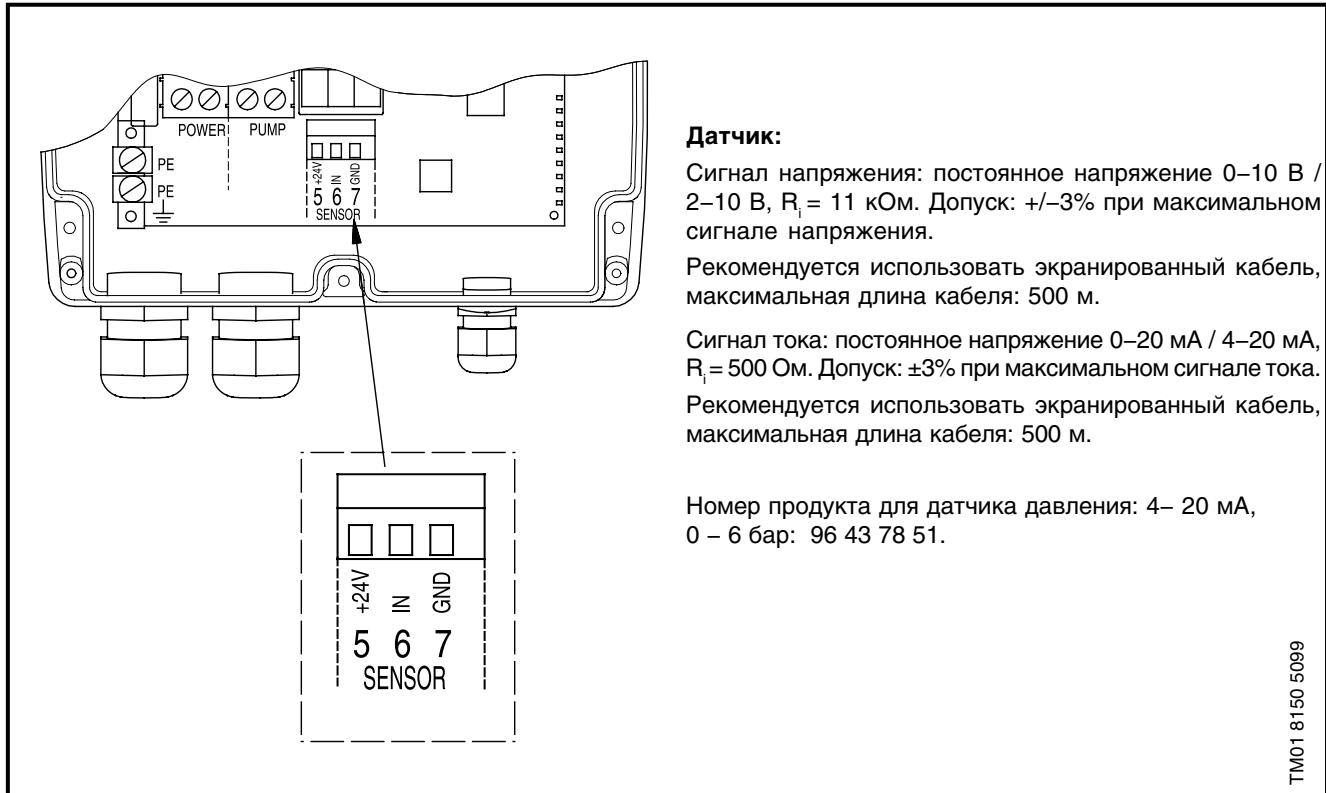 POWER PUMP
PE
PE
+24V IN GND
5 6 7
SENSOR
Датчик:
Сигнал напряжения: постоянное напряжение 0–10 В /
2–10 В, Rᵢ = 11 кОм. Допуск: +/–3% при максимальном
сигнале напряжения.
Рекомендуется использовать экранированный кабель,
максимальная длина кабеля: 500 м.
Сигнал тока: постоянное напряжение 0–20 мА / 4–20 мА,
Rᵢ = 500 Ом. Допуск: ±3% при максимальном сигнале тока.
Рекомендуется использовать экранированный кабель,
максимальная длина кабеля: 500 м.
Номер продукта для датчика давления: 4– 20 мА,
0 – 6 бар: 96 43 78 51.
+24V IN GND
5 6 7
SENSOR
TM01 8150 5099